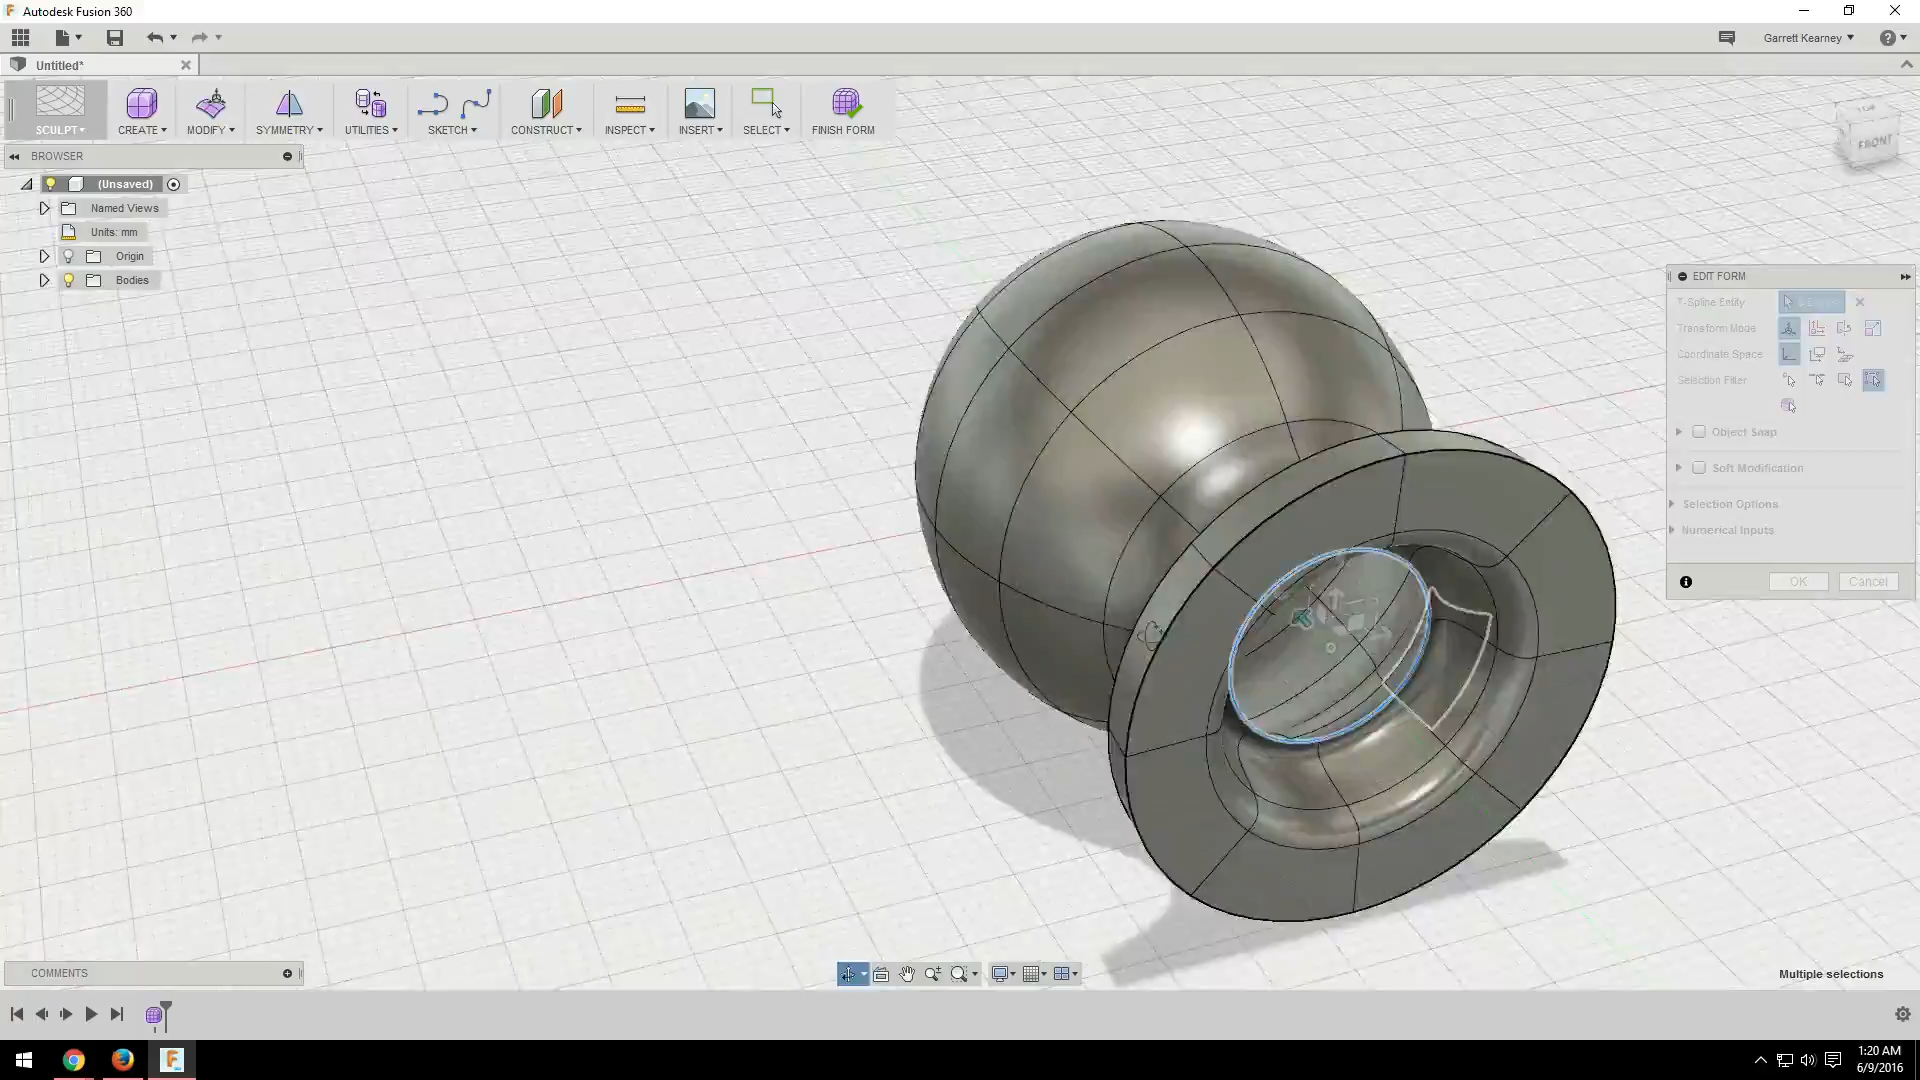 Autodesk Fusion 360
Garrett Kearney
Untitled*
SCULPT
CREATE
MODIFY
SYMMETRY
UTILITIES
SKETCH
CONSTRUCT
INSPECT
INSERT
SELECT
FINISH FORM
BROWSER
(Unsaved)
Named Views
Units: mm
Origin
Bodies
TOP
FRONT
EDIT FORM
T-Spline Entity
Transform Mode
Coordinate Space
Selection Filter
Object Snap
Soft Modification
Selection Options
Numerical Inputs
OK
Cancel
COMMENTS
Multiple selections
1:20 AM
6/9/2016